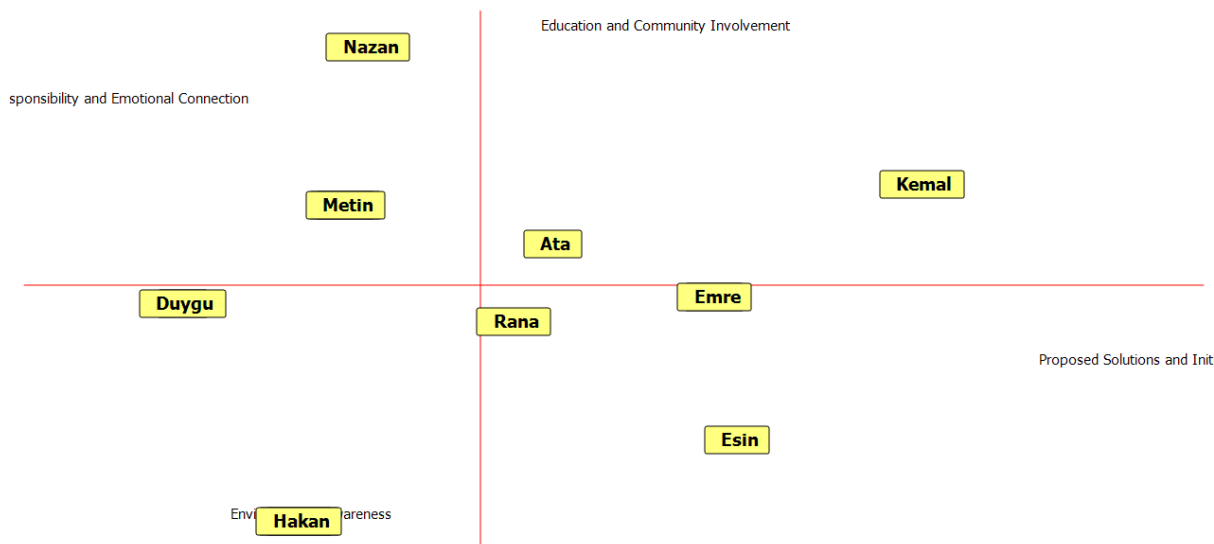 Education and Community Involvement
Nazan
sponsibility and Emotional Connection
Kemal
Metin
Ata
Duygu
Emre
Rana
Proposed Solutions and Init
Esin
Hakan